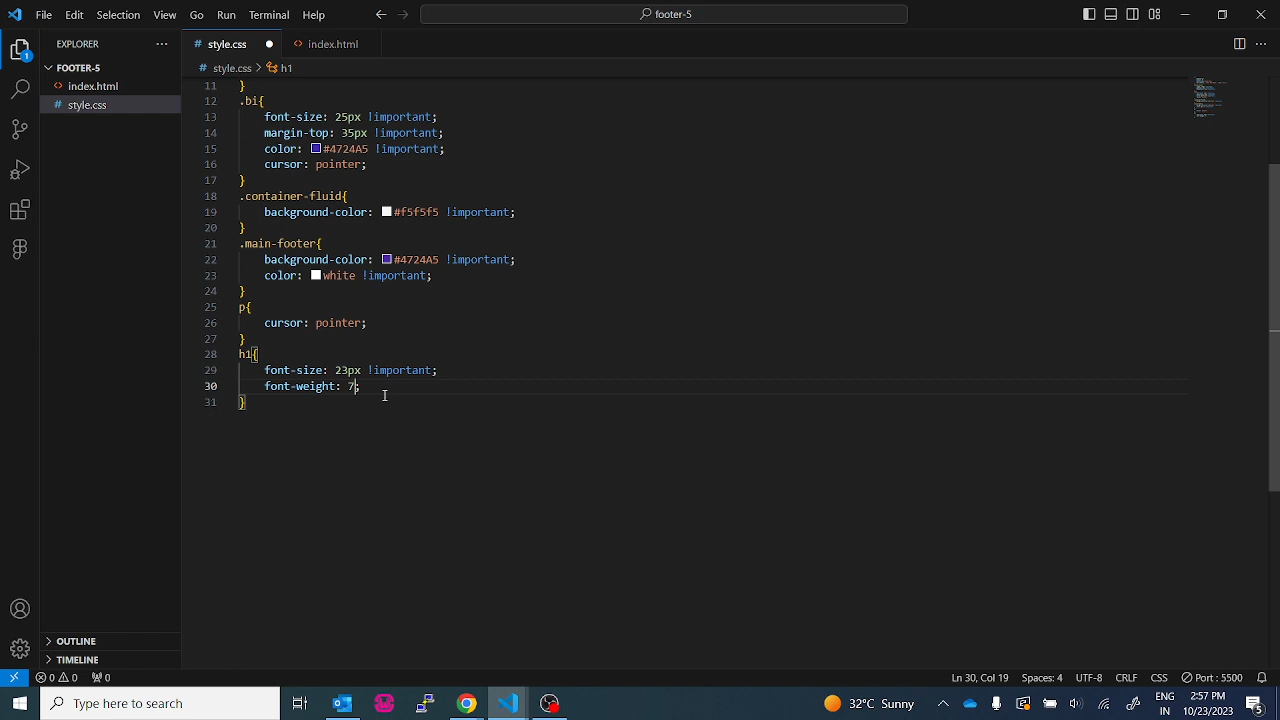 File Edit Selection View Go Run Terminal Help
footer-5
EXPLORER
style.css
index.html
FOOTER-5
style.css > h1
index.html
style.css
11 }
12 .bi{
13 font-size: 25px !important;
14 margin-top: 35px !important;
15 color: #4724A5 !important;
16 cursor: pointer;
17 }
18 .container-fluid{
19 background-color: #f5f5f5 !important;
20 }
21 .main-footer{
22 background-color: #4724A5 !important;
23 color: white !important;
24 }
25 p{
26 cursor: pointer;
27 }
28 h1{
29 font-size: 23px !important;
30 font-weight: 7;
31 }
1
OUTLINE
TIMELINE
0 0 0 Ln 30, Col 19 Spaces: 4 UTF-8 CRLF CSS Port : 5500
Type here to search
32°C Sunny
ENG
IN
2:57 PM
10/23/2023
3